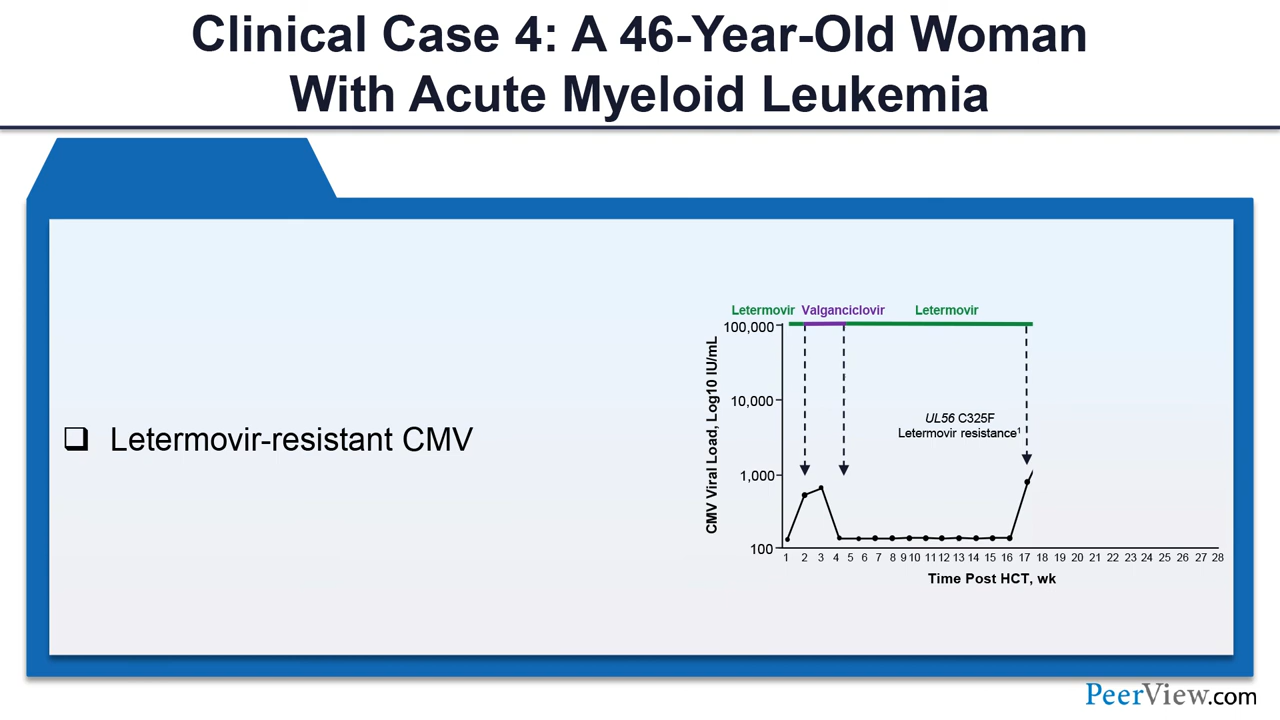 Clinical Case 4: A 46-Year-Old Woman
With Acute Myeloid Leukemia
❑ Letermovir-resistant CMV
Letermovir Valganciclovir Letermovir
CMV Viral Load, Log10 IU/mL
100,000
10,000
1,000
100
UL56 C325F
Letermovir resistance¹
1 2 3 4 5 6 7 8 9 10 11 12 13 14 15 16 17 18 19 20 21 22 23 24 25 26 27 28
Time Post HCT, wk
PeerView.com